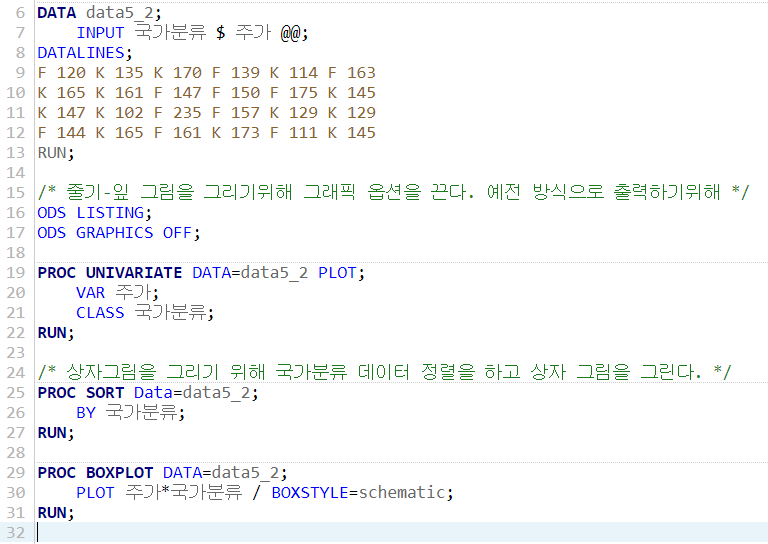 6 DATA data5_2;
7 INPUT 국가분류 $ 주가 @@;
8 DATALINES;
9 F 120 K 135 K 170 F 139 K 114 F 163
10 K 165 K 161 F 147 F 150 F 175 K 145
11 K 147 K 102 F 235 F 157 K 129 K 129
12 F 144 K 165 F 161 K 173 F 111 K 145
13 RUN;
14
15 /* 줄기-잎 그림을 그리기위해 그래픽 옵션을 끈다. 예전 방식으로 출력하기위해 */
16 ODS LISTING;
17 ODS GRAPHICS OFF;
18
19 PROC UNIVARIATE DATA=data5_2 PLOT;
20 VAR 주가;
21 CLASS 국가분류;
22 RUN;
23
24 /* 상자그림을 그리기 위해 국가분류 데이터 정렬을 하고 상자 그림을 그린다. */
25 PROC SORT Data=data5_2;
26 BY 국가분류;
27 RUN;
28
29 PROC BOXPLOT DATA=data5_2;
30 PLOT 주가*국가분류 / BOXSTYLE=schematic;
31 RUN;
32